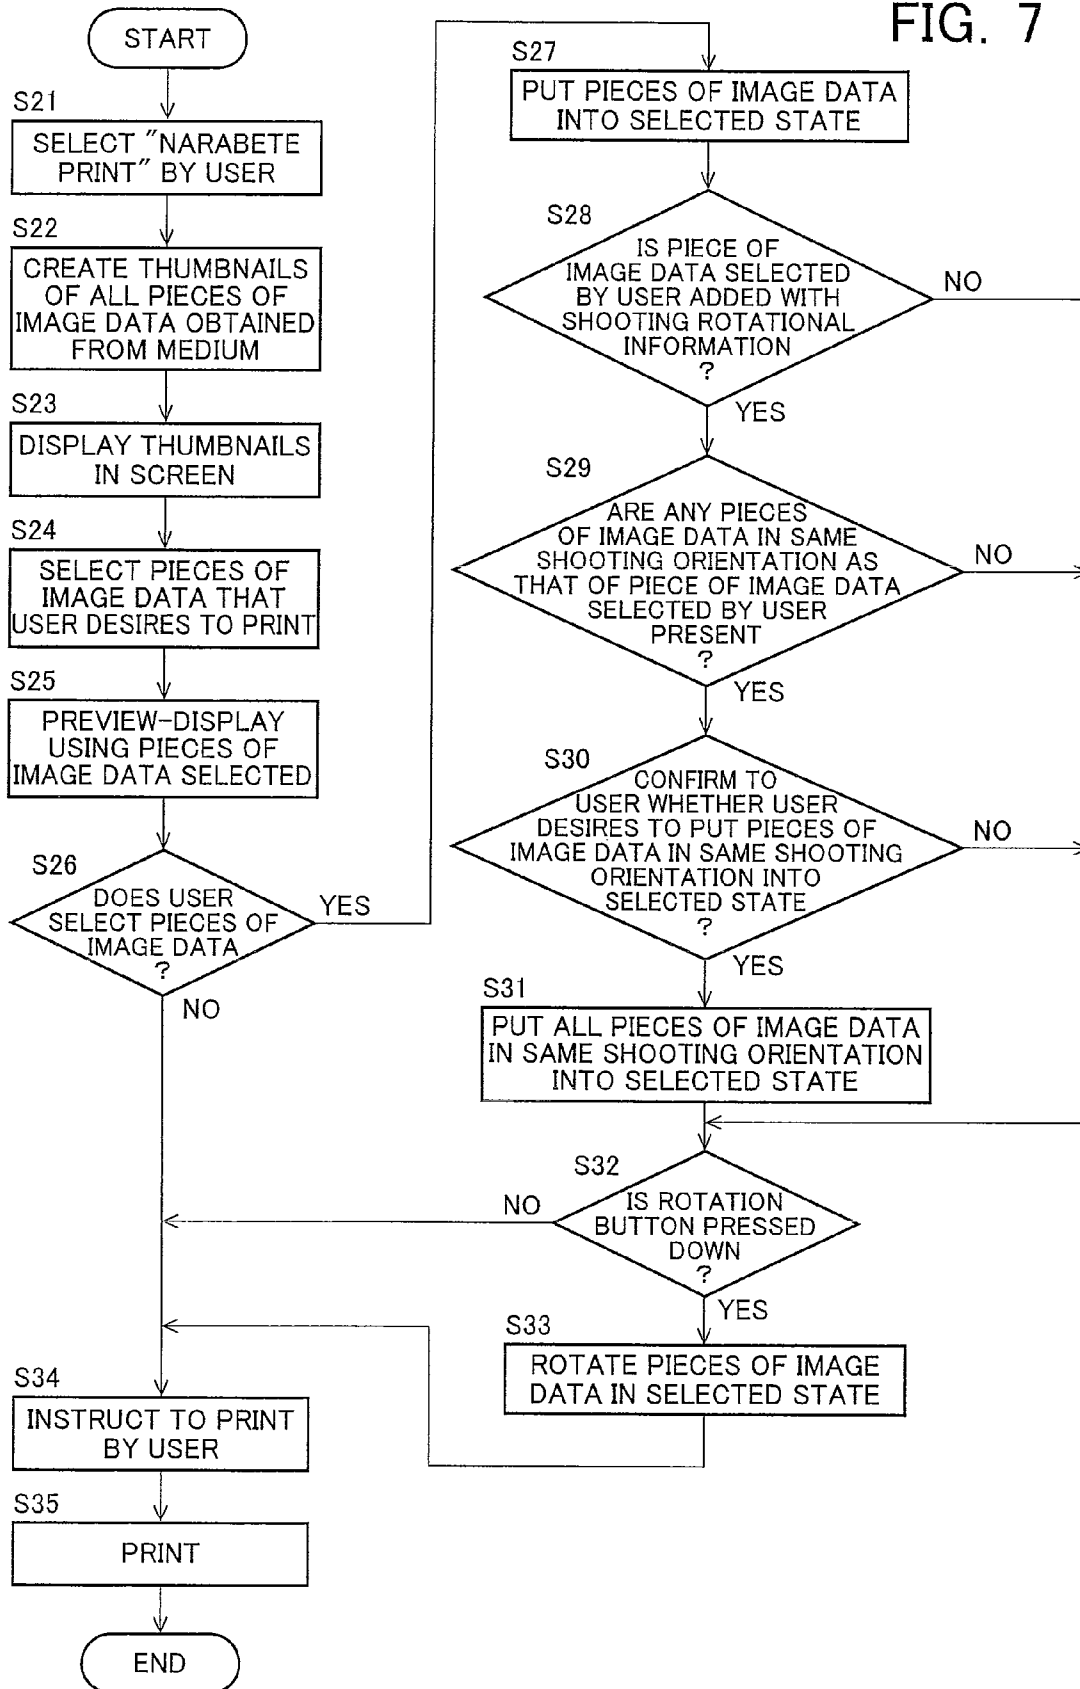 FIG. 7
START
S21
SELECT "NARABETE
PRINT" BY USER
S22
CREATE THUMBNAILS
OF ALL PIECES OF
IMAGE DATA OBTAINED
FROM MEDIUM
S23
DISPLAY THUMBNAILS
IN SCREEN
S24
SELECT PIECES OF
IMAGE DATA THAT
USER DESIRES TO PRINT
S25
PREVIEW-DISPLAY
USING PIECES OF
IMAGE DATA SELECTED
S26
DOES USER
SELECT PIECES OF
IMAGE DATA
?
YES
NO
S27
PUT PIECES OF IMAGE DATA
INTO SELECTED STATE
S28
IS PIECE OF
IMAGE DATA SELECTED
BY USER ADDED WITH
SHOOTING ROTATIONAL
INFORMATION
?
NO
YES
S29
ARE ANY PIECES
OF IMAGE DATA IN SAME
SHOOTING ORIENTATION AS
THAT OF PIECE OF IMAGE DATA
SELECTED BY USER
PRESENT
?
NO
YES
S30
CONFIRM TO
USER WHETHER USER
DESIRES TO PUT PIECES OF
IMAGE DATA IN SAME SHOOTING
ORIENTATION INTO
SELECTED STATE
?
NO
YES
S31
PUT ALL PIECES OF IMAGE DATA
IN SAME SHOOTING ORIENTATION
INTO SELECTED STATE
S32
IS ROTATION
BUTTON PRESSED
DOWN
?
NO
YES
S33
ROTATE PIECES OF IMAGE
DATA IN SELECTED STATE
S34
INSTRUCT TO PRINT
BY USER
S35
PRINT
END